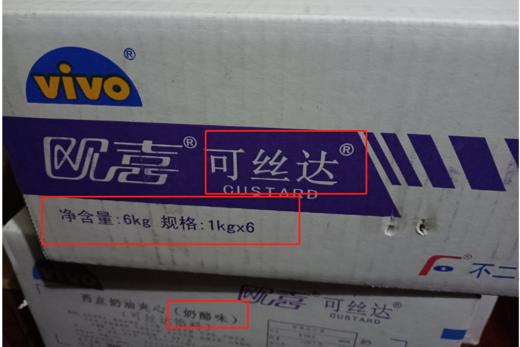 vivo®
欧喜® 可丝达®
CUSTARD
净含量:6kg 规格:1kgx6
不二
vivo
欧喜 可丝达
CUSTARD
西点奶油夹心(奶酪味)